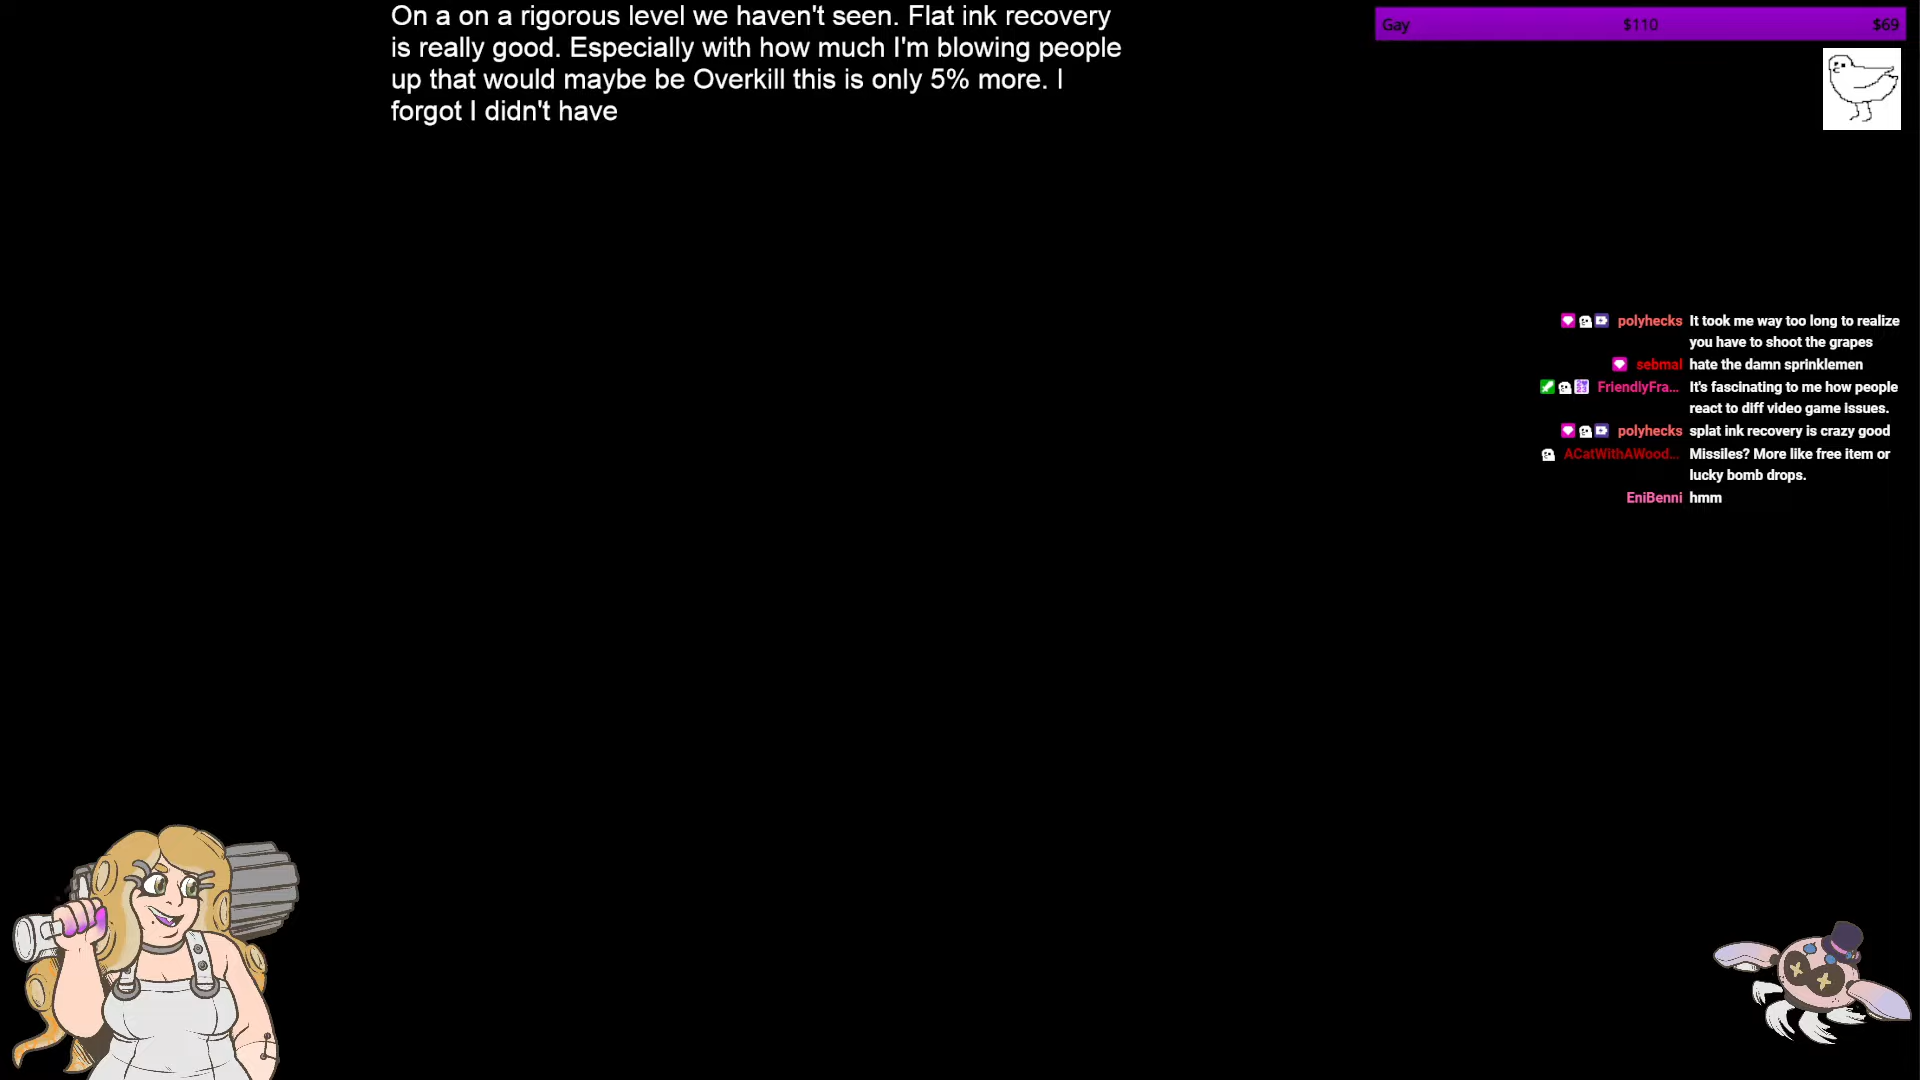 On a on a rigorous level we haven't seen. Flat ink recovery
is really good. Especially with how much I'm blowing people
up that would maybe be Overkill this is only 5% more. I
forgot I didn't have
Gay $110 $69
polyhecks It took me way too long to realize
you have to shoot the grapes
sebmal hate the damn sprinklemen
FriendlyFra... It's fascinating to me how people
react to diff video game issues.
polyhecks splat ink recovery is crazy good
ACatWithAWood... Missiles? More like free item or
lucky bomb drops.
EniBenni hmm